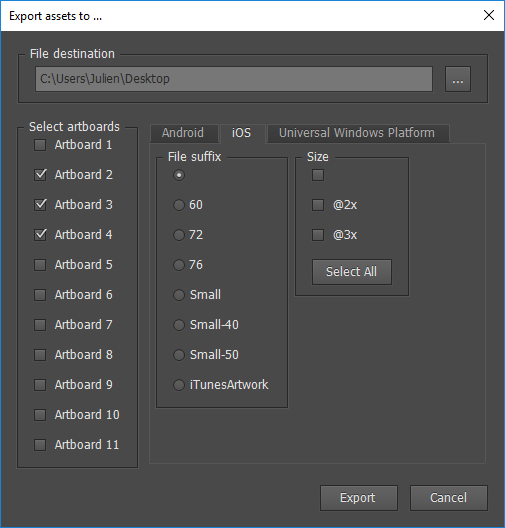 Export assets to ...
File destination
C:\Users\Julien\Desktop
...
Select artboards
Artboard 1
Artboard 2
Artboard 3
Artboard 4
Artboard 5
Artboard 6
Artboard 7
Artboard 8
Artboard 9
Artboard 10
Artboard 11
Android
iOS
Universal Windows Platform
File suffix
60
72
76
Small
Small-40
Small-50
iTunesArtwork
Size
@2x
@3x
Select All
Export
Cancel